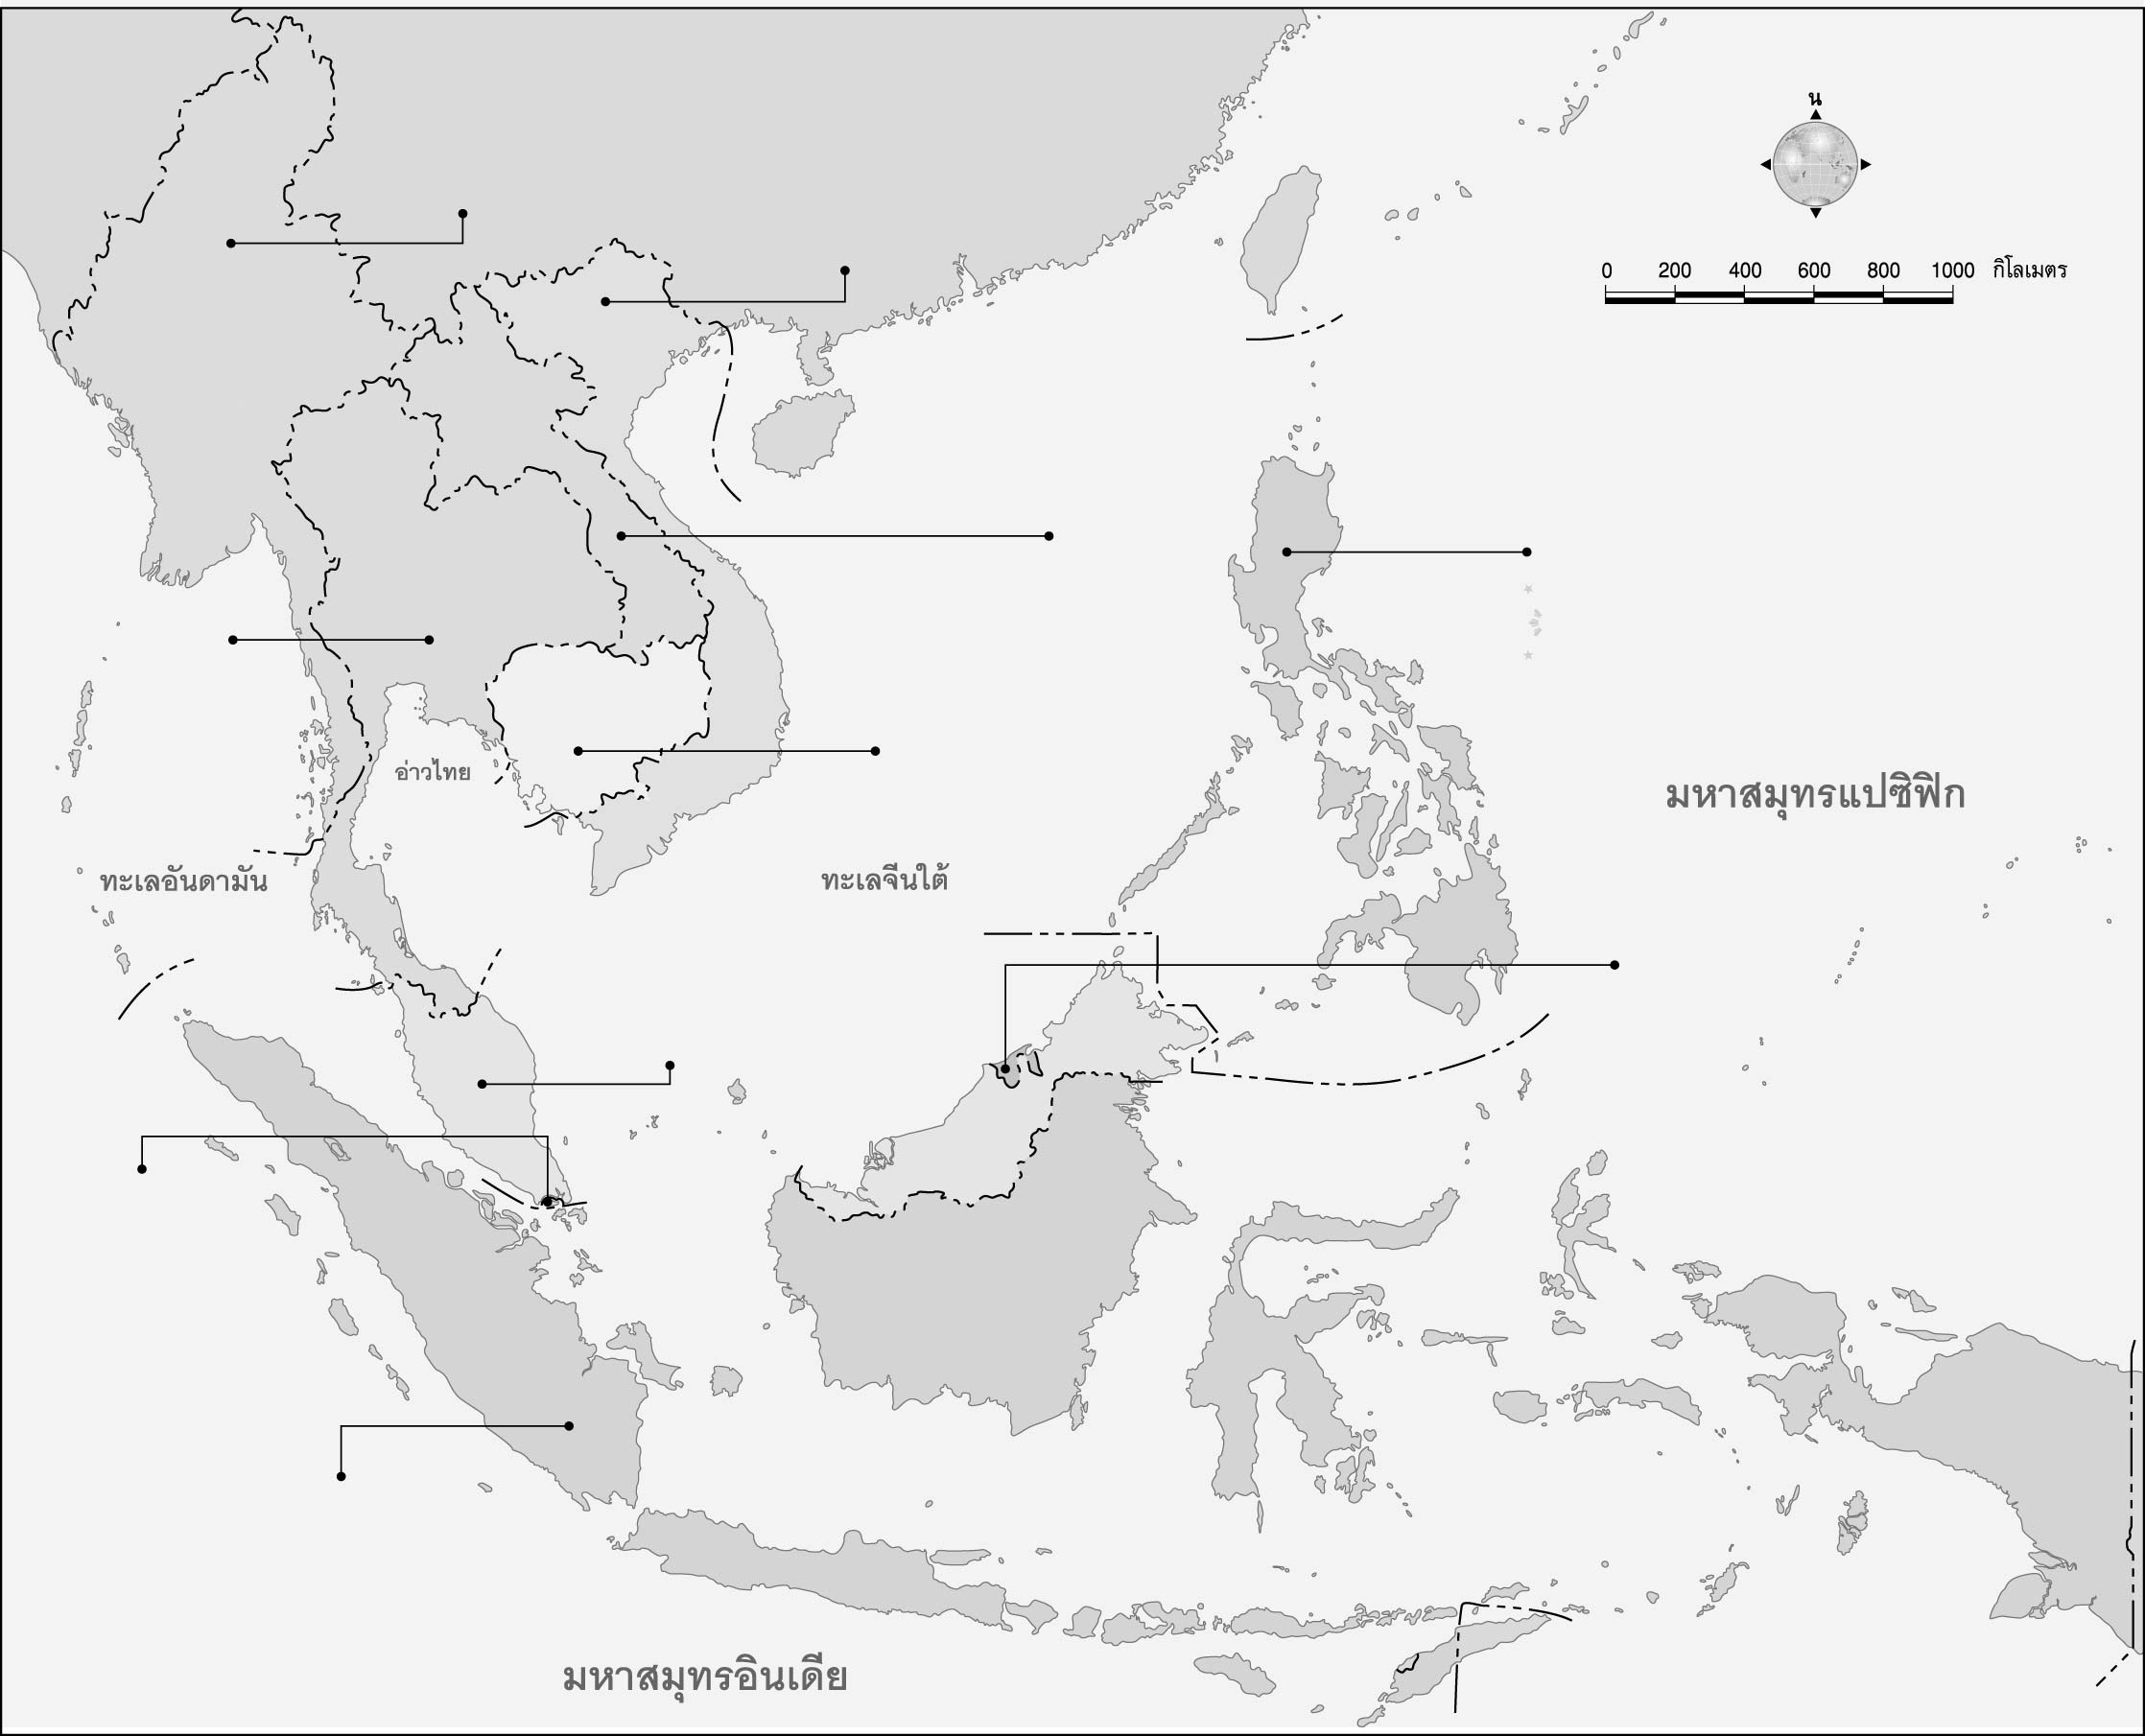 น
0 200 400 600 800 1000 กิโลเมตร
อ่าวไทย
มหาสมุทรแปซิฟิก
ทะเลอันดามัน
ทะเลจีนใต้
มหาสมุทรอินเดีย